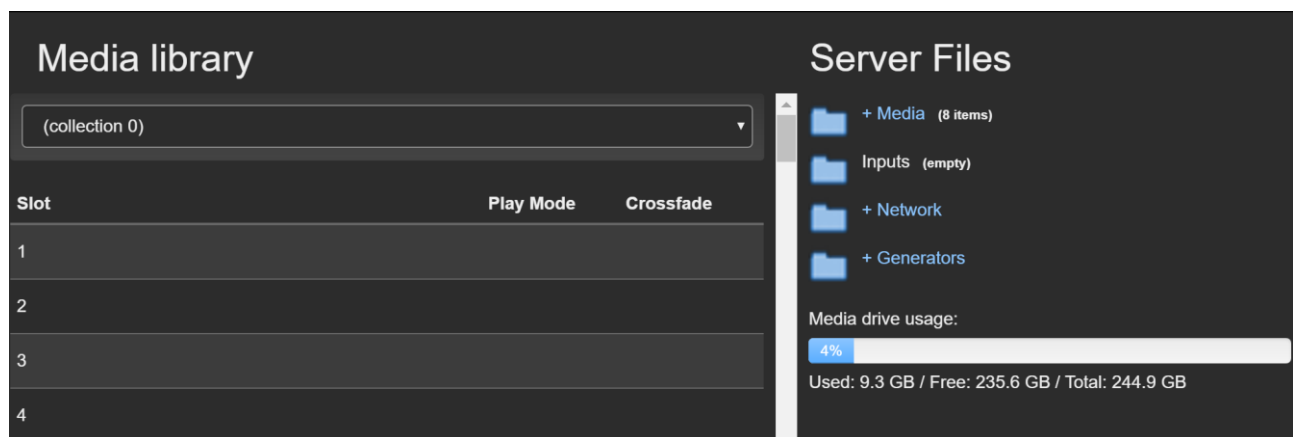 Media library
(collection 0)
Slot Play Mode Crossfade
1
2
3
4
Server Files
+ Media (8 items)
Inputs (empty)
+ Network
+ Generators
Media drive usage:
4%
Used: 9.3 GB / Free: 235.6 GB / Total: 244.9 GB